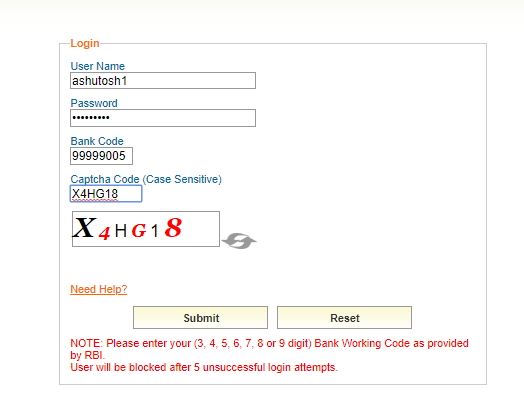 Login
User Name
ashutosh1
Password
•••••••••
Bank Code
99999005
Captcha Code (Case Sensitive)
X4HG18
X4HG18
Need Help?
Submit Reset
NOTE: Please enter your (3, 4, 5, 6, 7, 8 or 9 digit) Bank Working Code as provided
by RBI.
User will be blocked after 5 unsuccessful login attempts.